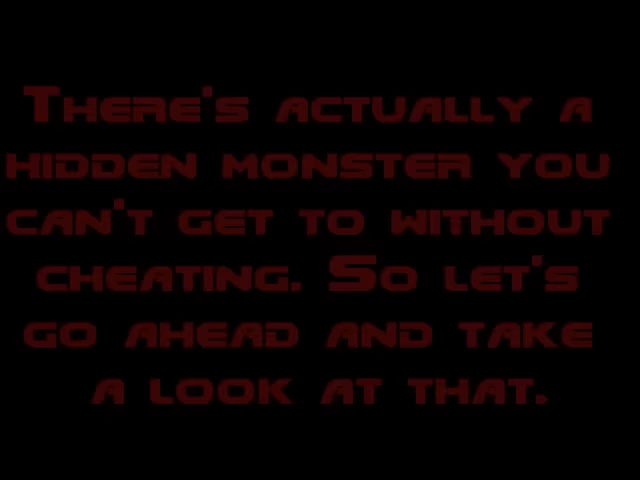 There's actually a
hidden monster you
can't get to without
cheating. So let's
go ahead and take
a look at that.